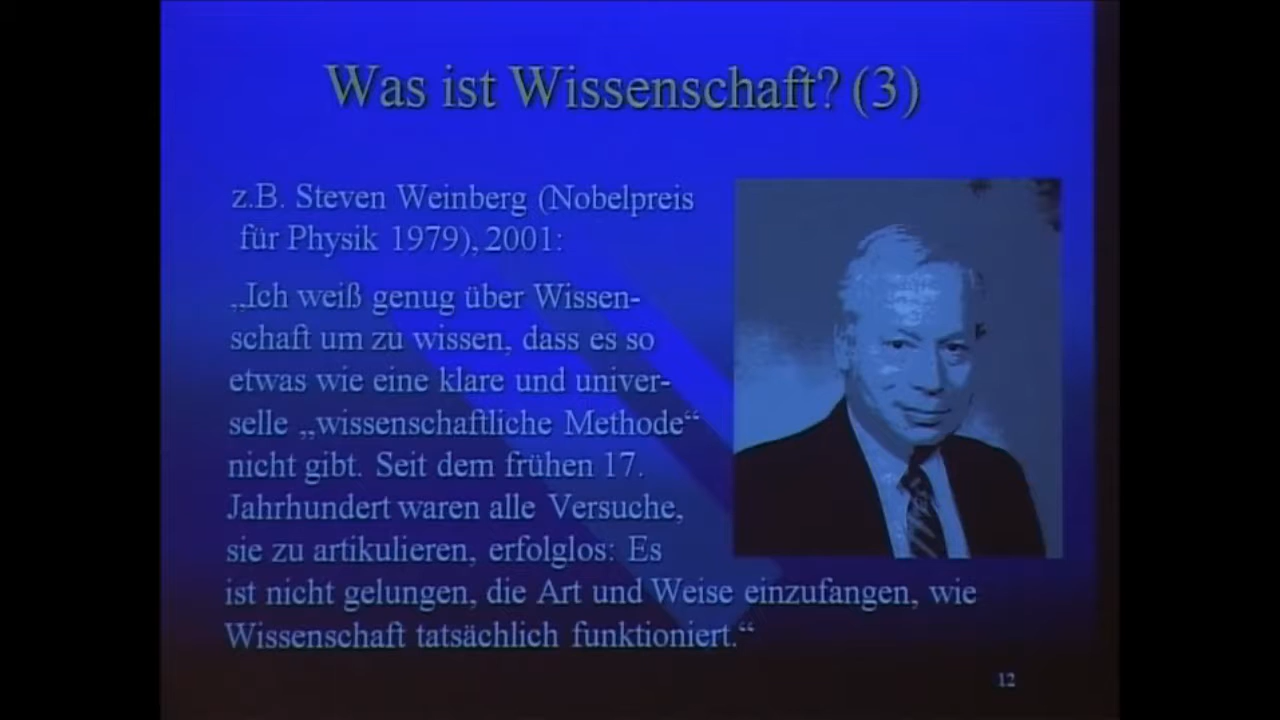 Was ist Wissenschaft? (3)
z.B. Steven Weinberg (Nobelpreis
für Physik 1979), 2001:
„Ich weiß genug über Wissen-
schaft um zu wissen, dass es so
etwas wie eine klare und univer-
selle „wissenschaftliche Methode“
nicht gibt. Seit dem frühen 17.
Jahrhundert waren alle Versuche,
sie zu artikulieren, erfolglos: Es
ist nicht gelungen, die Art und Weise einzufangen, wie
Wissenschaft tatsächlich funktioniert.“
12